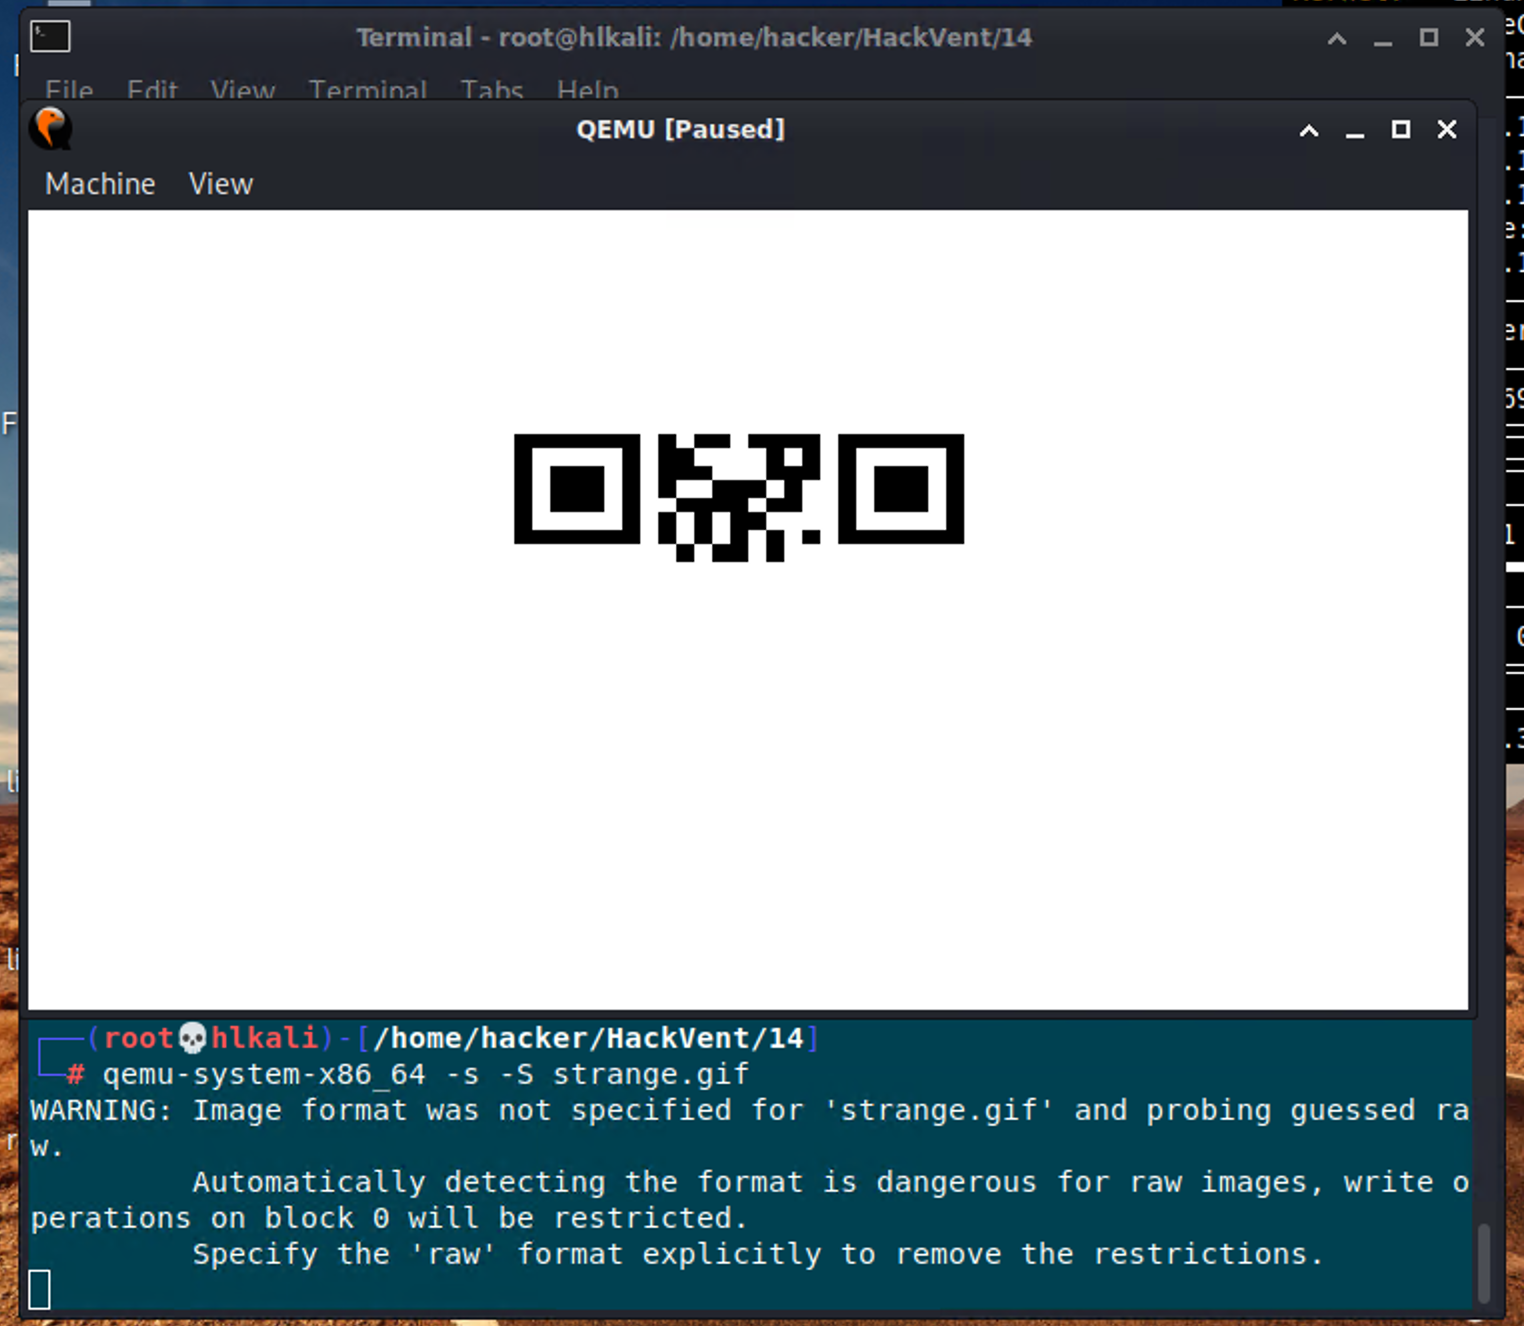 Terminal - root@hlkali: /home/hacker/HackVent/14
File Edit View Terminal Tabs Help
QEMU [Paused]
Machine View
(root💀hlkali)-[/home/hacker/HackVent/14]
# qemu-system-x86_64 -s -S strange.gif
WARNING: Image format was not specified for 'strange.gif' and probing guessed ra
w.
Automatically detecting the format is dangerous for raw images, write o
perations on block 0 will be restricted.
Specify the 'raw' format explicitly to remove the restrictions.